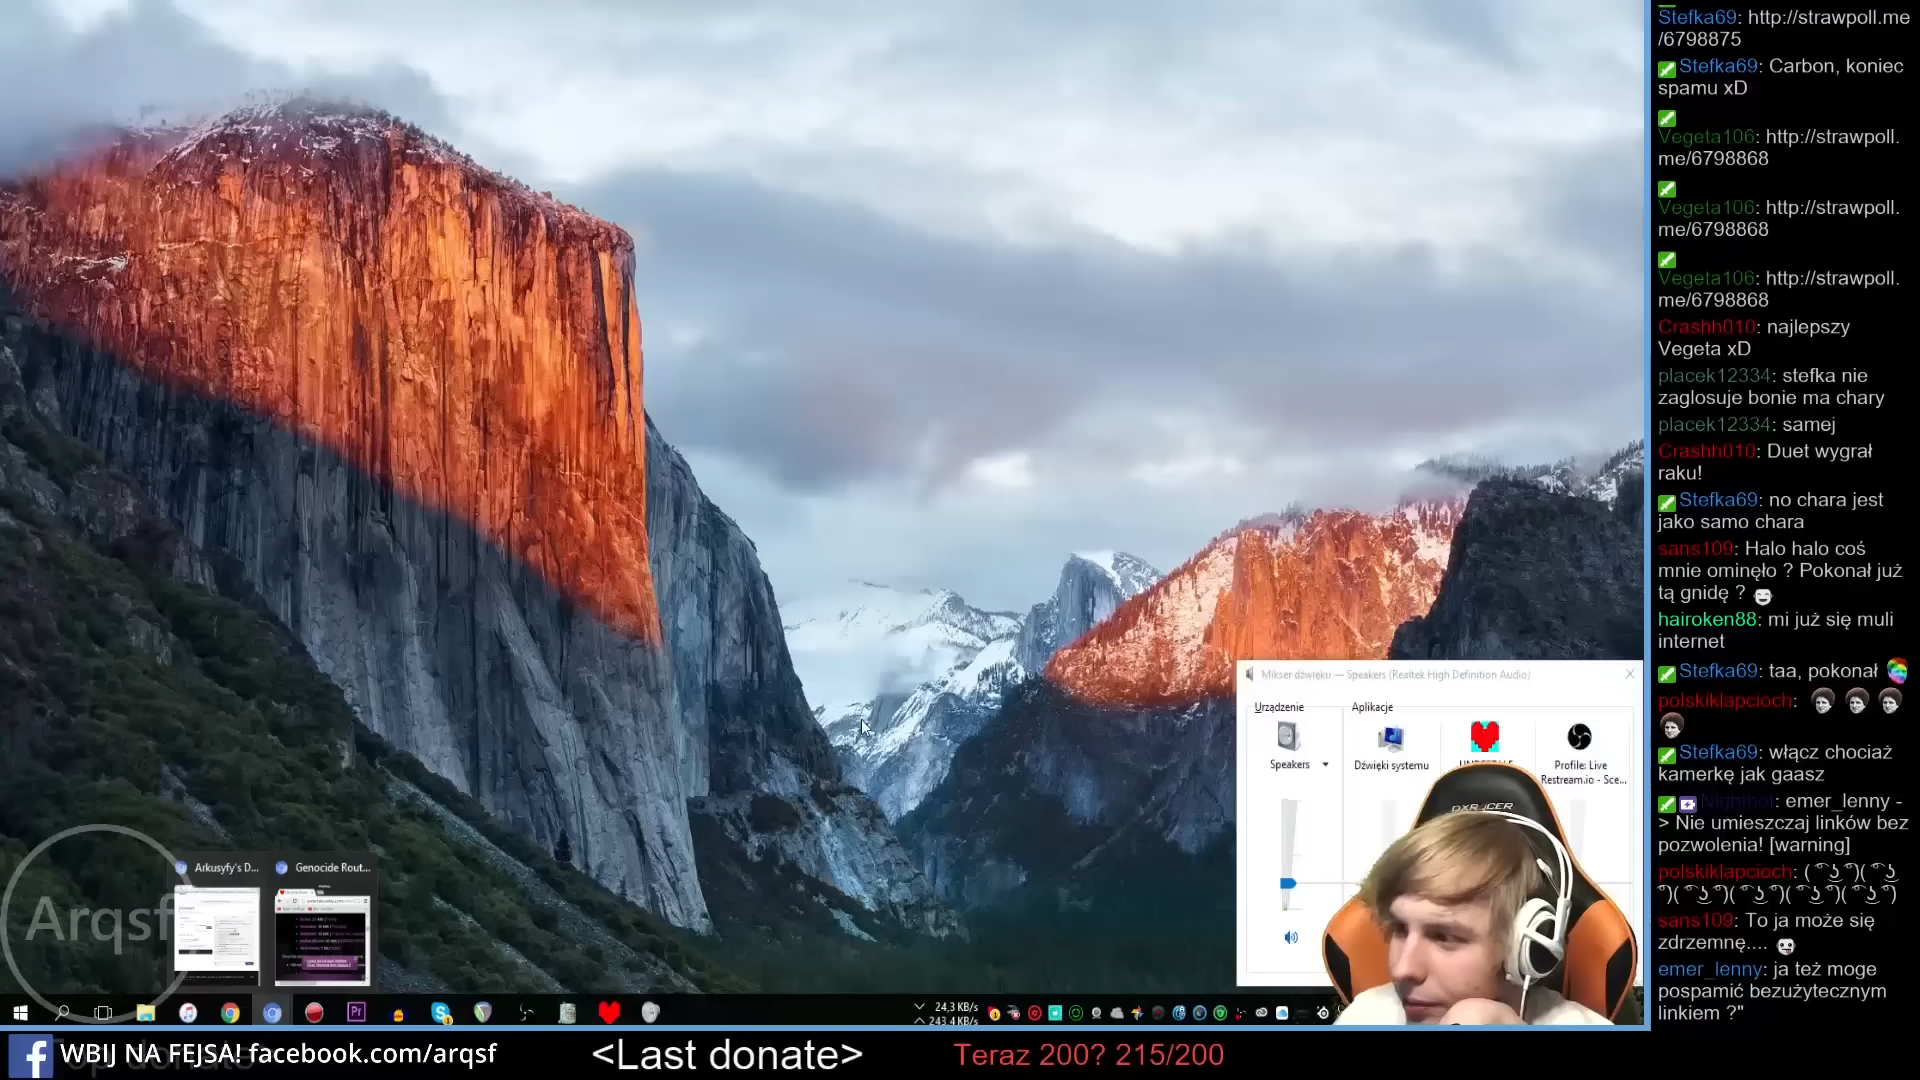 Stefka69: http://strawpoll.me
/6798875
Stefka69: Carbon, koniec
spamu xD
Vegeta106: http://strawpoll.
me/6798868
Vegeta106: http://strawpoll.
me/6798868
Vegeta106: http://strawpoll.
me/6798868
Crashh010: najlepszy
Vegeta xD
placek12334: stefka nie
zaglosuje bonie ma chary
placek12334: samej
Crashh010: Duet wygrał
raku!
Stefka69: no chara jest
jako samo chara
sans109: Halo halo coś
mnie ominęło ? Pokonał już
tą gnidę ?
hairoken88: mi już się muli
internet
Stefka69: taa, pokonał
polskiklapcioch:
Stefka69: włącz chociaż
kamerkę jak gaasz
: emer_lenny -
> Nie umieszczaj linków bez
pozwolenia! [warning]
polskiklapcioch: ( ͡° ͜ʖ ͡°)( ͡° ͜ʖ
͡°)( ͡° ͜ʖ ͡°)( ͡° ͜ʖ ͡°)( ͡° ͜ʖ ͡°)( ͡° ͜ʖ ͡°)
sans109: To ja może się
zdrzemnę....
emer_lenny: ja też moge
pospamić bezużytecznym
linkiem ?"
Mikser dźwięku — Speakers (Realtek High Definition Audio)
Urządzenie
Aplikacje
Speakers
Dźwięki systemu
UNDERTALE
Profile: Live
Restream.io - Sce...
DXRACER
Arkusyfy's D...
Genocide Rout...
Arqsf
Pr
24,3 KB/s
243,4 KB/s
WBIJ NA FEJSA! facebook.com/arqsf
Top donate
<Last donate>
Teraz 200? 215/200